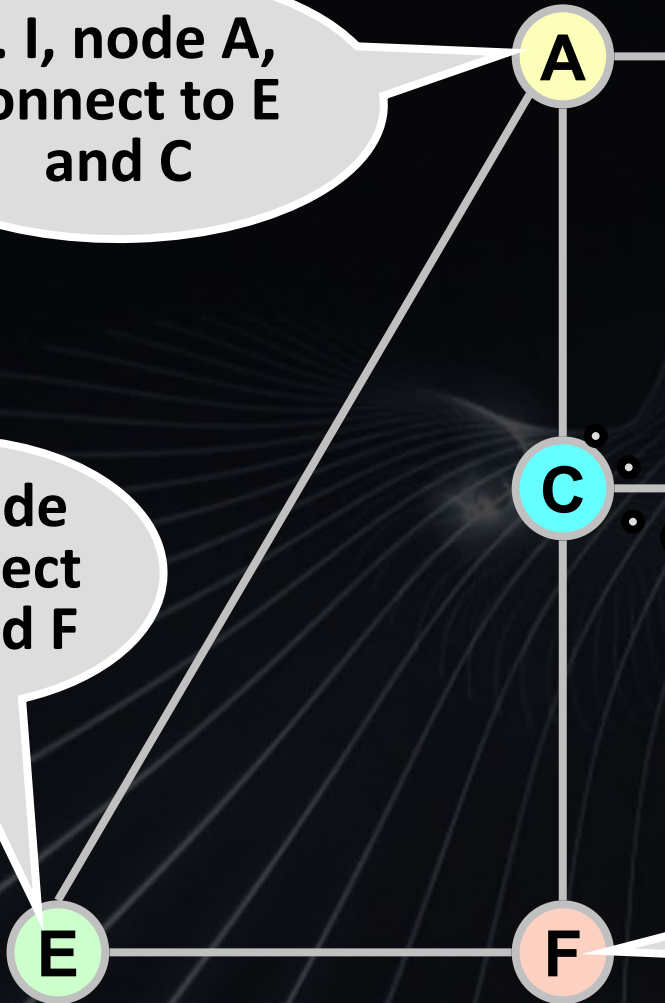 . I, node A,
onnect to E
and C
A
de
ect
d F
C
E
F